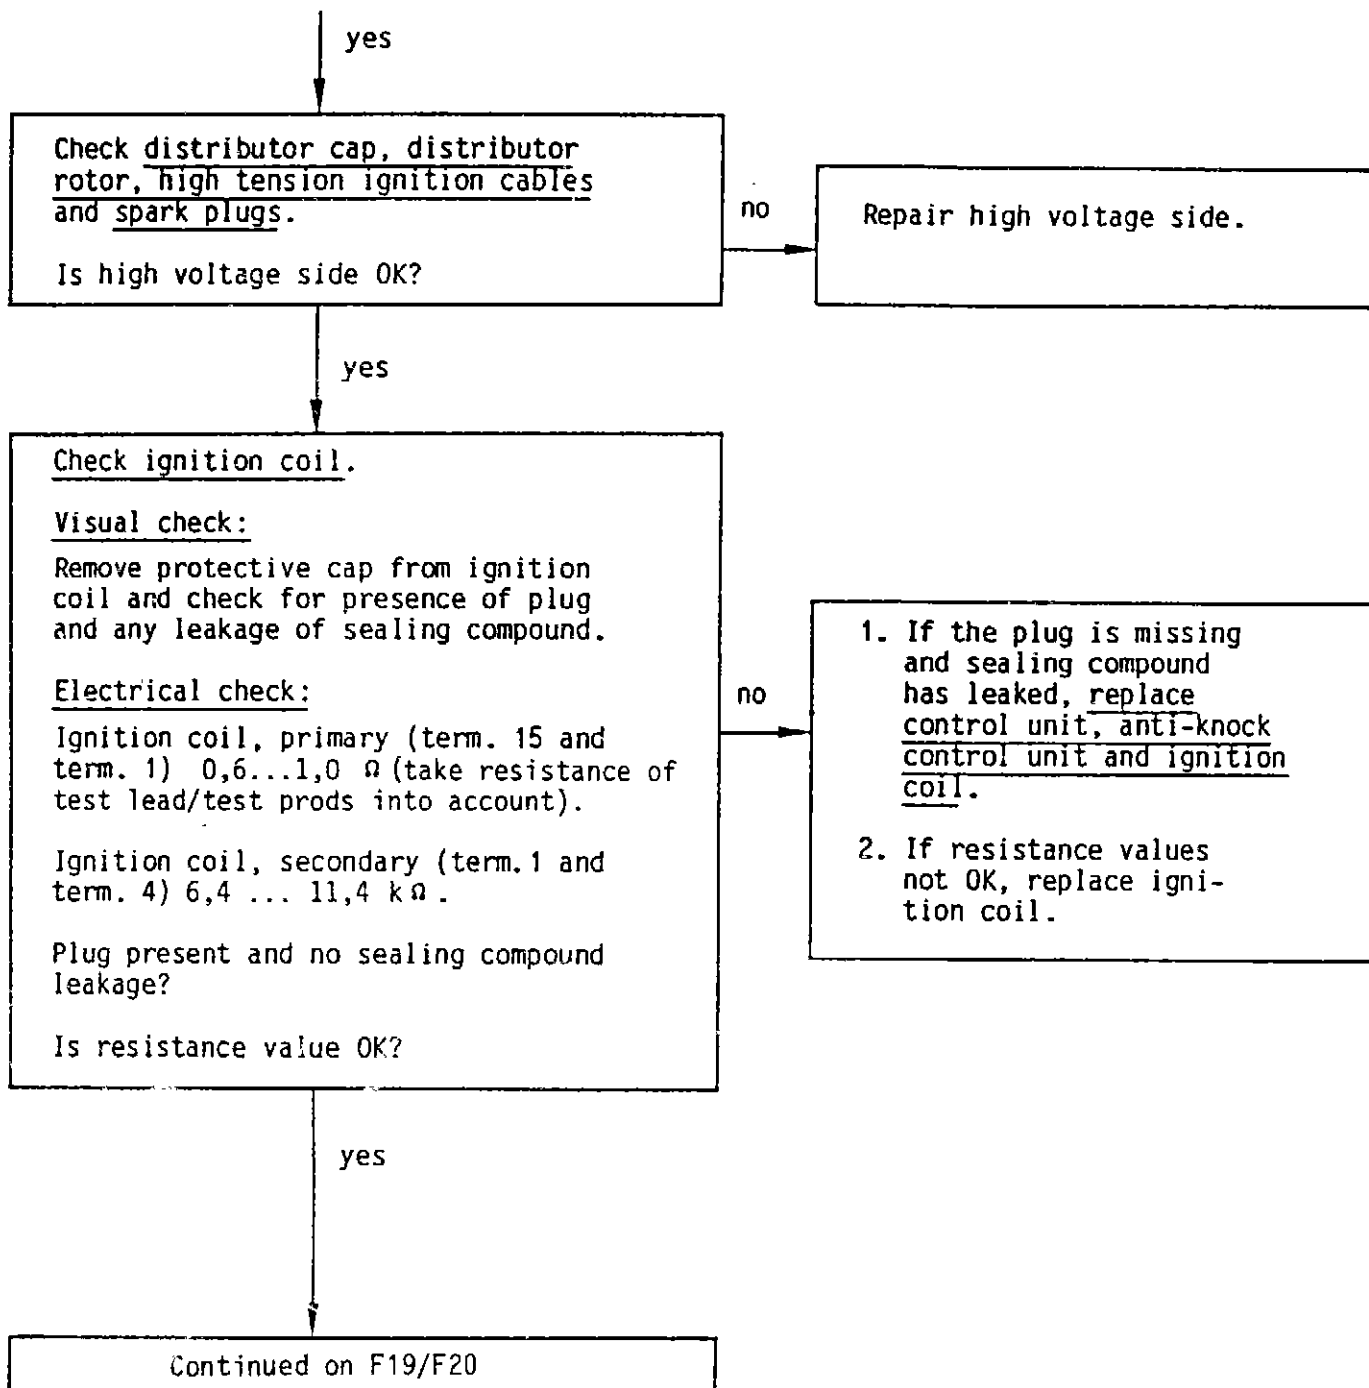 yes
Check distributor cap, distributor
rotor, high tension ignition cables
and spark plugs.
Is high voltage side OK?
no
Repair high voltage side.
yes
Check ignition coil.
Visual check:
Remove protective cap from ignition
coil and check for presence of plug
and any leakage of sealing compound.
Electrical check:
Ignition coil, primary (term. 15 and
term. 1) 0,6...1,0 Ω (take resistance of
test lead/test prods into account).
Ignition coil, secondary (term.1 and
term. 4) 6,4 ... 11,4 kΩ.
Plug present and no sealing compound
leakage?
Is resistance value OK?
no
1. If the plug is missing
and sealing compound
has leaked, replace
control unit, anti-knock
control unit and ignition
coil.
2. If resistance values
not OK, replace igni-
tion coil.
yes
Continued on F19/F20